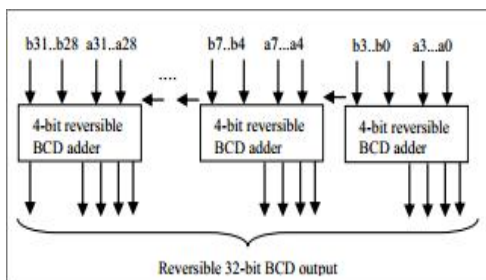 b31..b28 a31...a28 b7..b4 a7...a4 b3...b0 a3...a0
....
4-bit reversible BCD adder
4-bit reversible BCD adder
4-bit reversible BCD adder
Reversible 32-bit BCD output